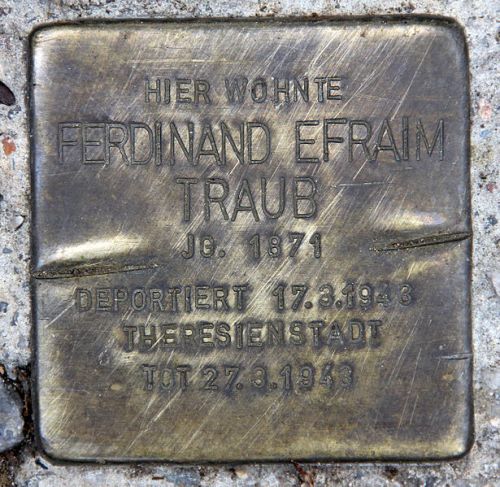 HIER WOHNTE
FERDINAND EFRAIM
TRAUB
JG. 1871
DEPORTIERT 17.3.1943
THERESIENSTADT
TOT 27.3.1943